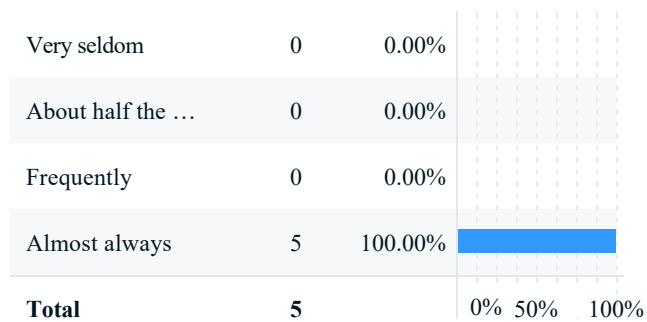 Very seldom 0 0.00%
About half the … 0 0.00%
Frequently 0 0.00%
Almost always 5 100.00%
Total 5 0% 50% 100%